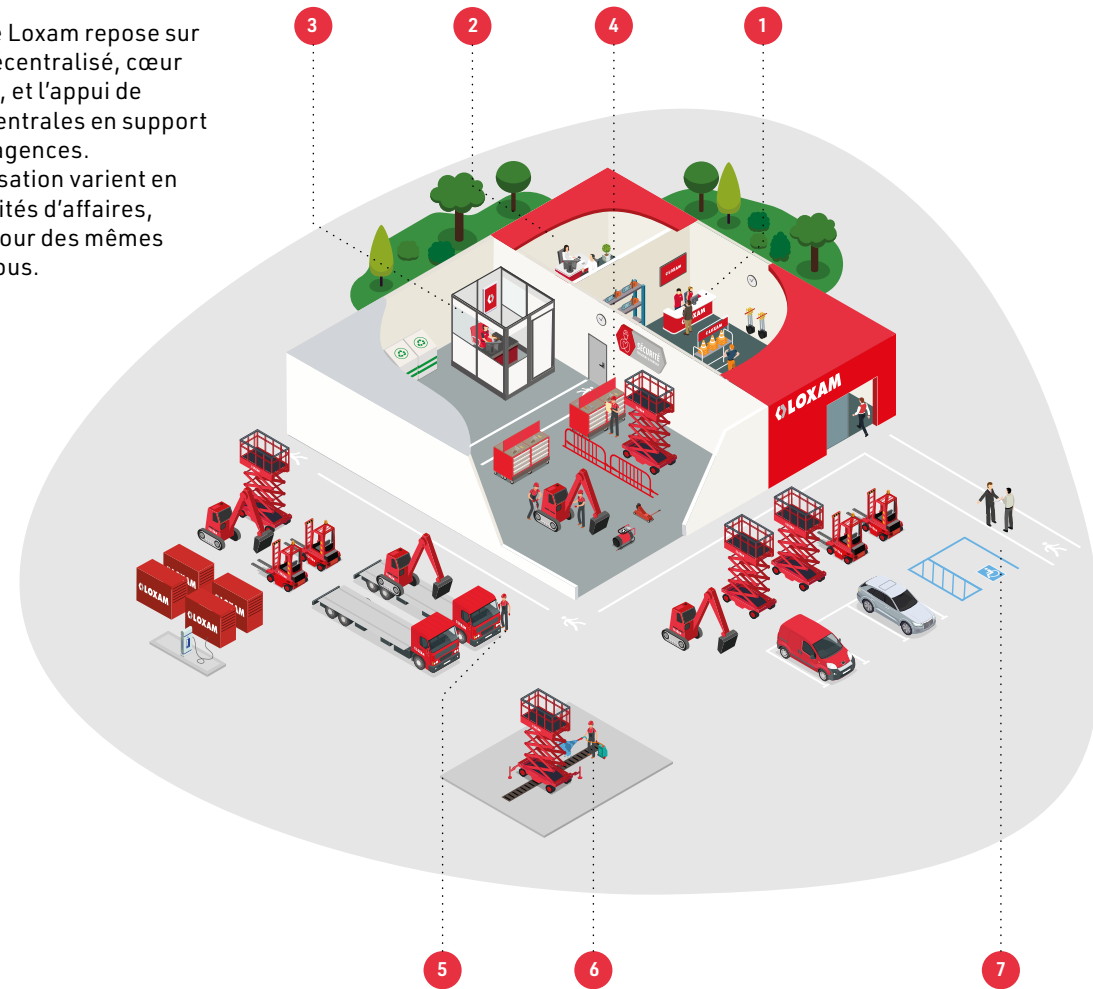 3
2
4
1
e Loxam repose sur
écentralisé, cœur
, et l'appui de
entrales en support
agences.
sation varient en
ités d'affaires,
our des mêmes
ous.
LOXAM
LOXAM
LOXAM
SÉCURITÉ
LOXAM
LOXAM
LOXAM
5
6
7